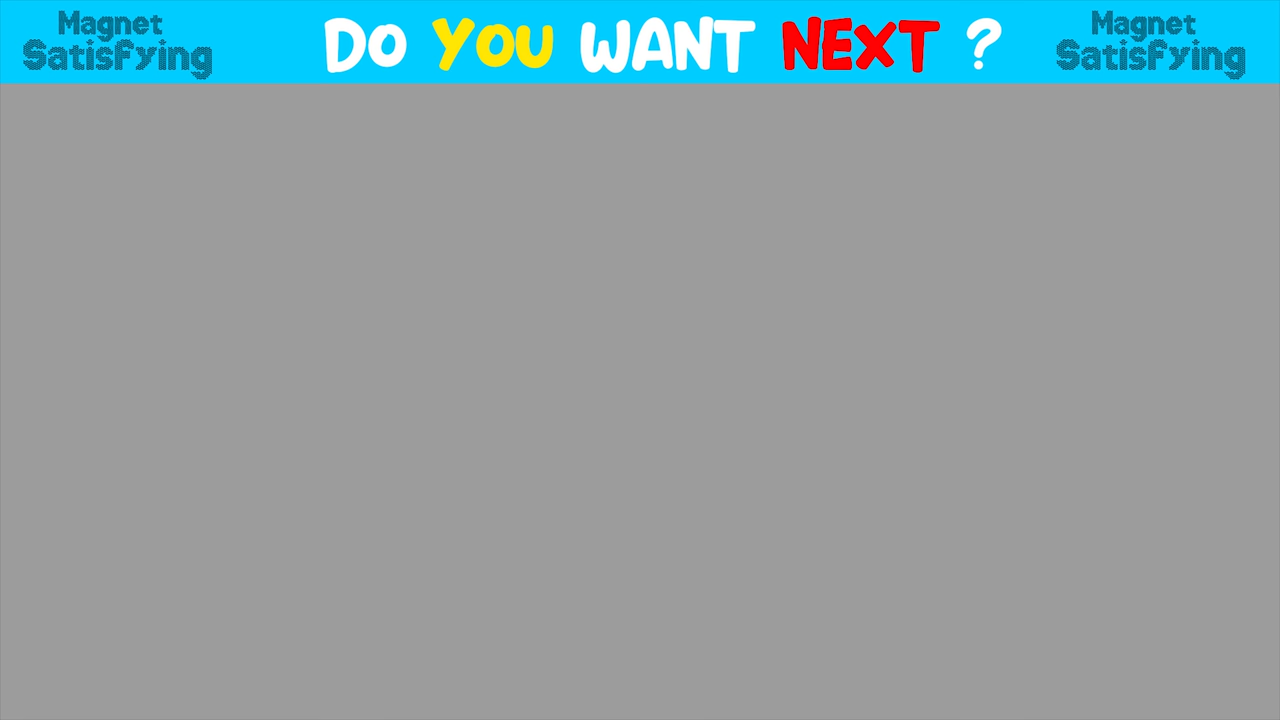 Magnet
Satisfying
DO YOU WANT NEXT ?
Magnet
Satisfying